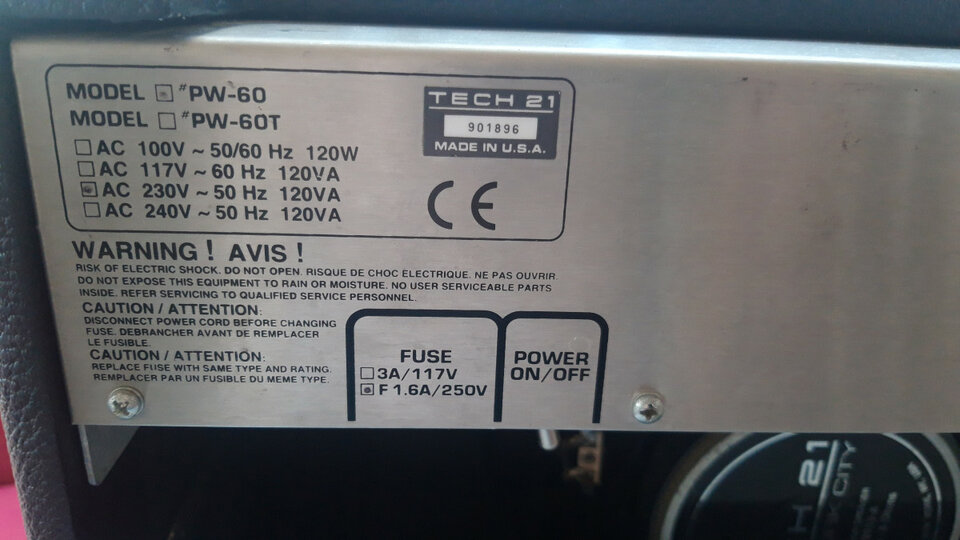 MODEL #PW-60
MODEL #PW-60T
AC 100V ~ 50/60 Hz 120W
AC 117V ~ 60 Hz 120VA
AC 230V ~ 50 Hz 120VA
AC 240V ~ 50 Hz 120VA
TECH 21
901896
MADE IN U.S.A.
CE
WARNING ! AVIS !
RISK OF ELECTRIC SHOCK. DO NOT OPEN. RISQUE DE CHOC ELECTRIQUE. NE PAS OUVRIR.
DO NOT EXPOSE THIS EQUIPMENT TO RAIN OR MOISTURE. NO USER SERVICEABLE PARTS
INSIDE. REFER SERVICING TO QUALIFIED SERVICE PERSONNEL.
CAUTION / ATTENTION:
DISCONNECT POWER CORD BEFORE CHANGING
FUSE. DEBRANCHER AVANT DE REMPLACER
LE FUSIBLE.
CAUTION / ATTENTION:
REPLACE FUSE WITH SAME TYPE AND RATING.
REMPLACER PAR UN FUSIBLE DU MEME TYPE.
FUSE
3A/117V
F 1.6A/250V
POWER
ON/OFF
H 21
CITY